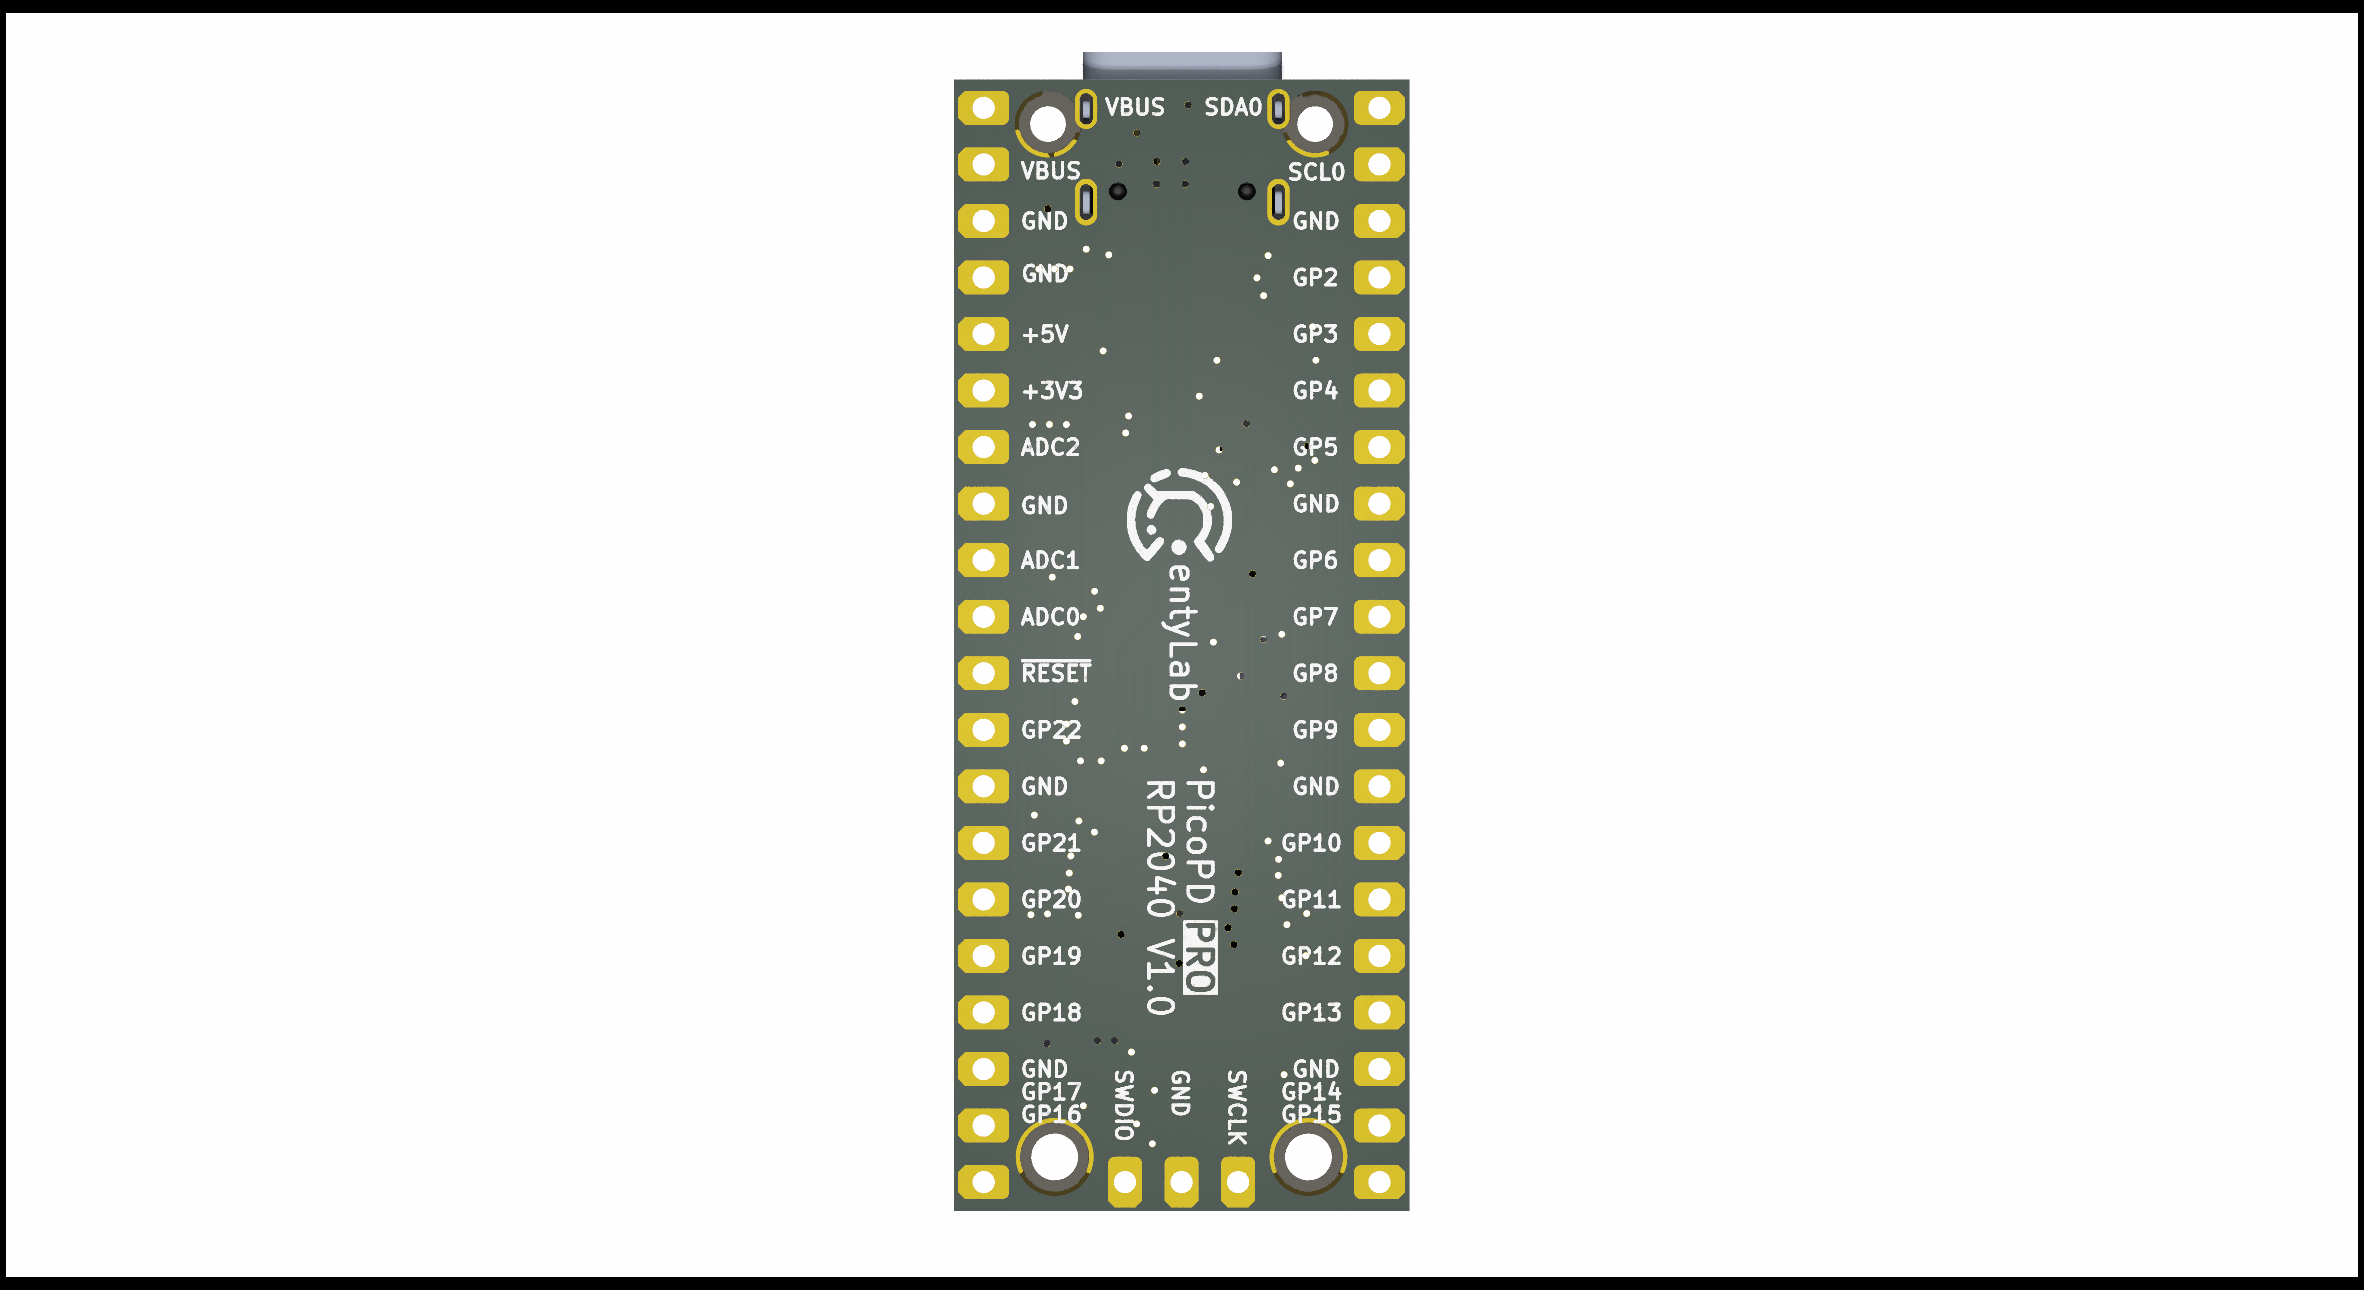 VBUS SDA0
VBUS SCL0
GND GND
GND GP2
+5V GP3
+3V3 GP4
ADC2 GP5
GND GND
ADC1 GP6
ADC0 GP7
RESET GP8
GP22 GP9
GND GND
GP21 GP10
GP20 GP11
GP19 GP12
GP18 GP13
GND GND
GP17 GP14
GP16 GP15
entyLab
PicoPD PRO
RP2040 V1.0
SWDIO
GND
SWCLK